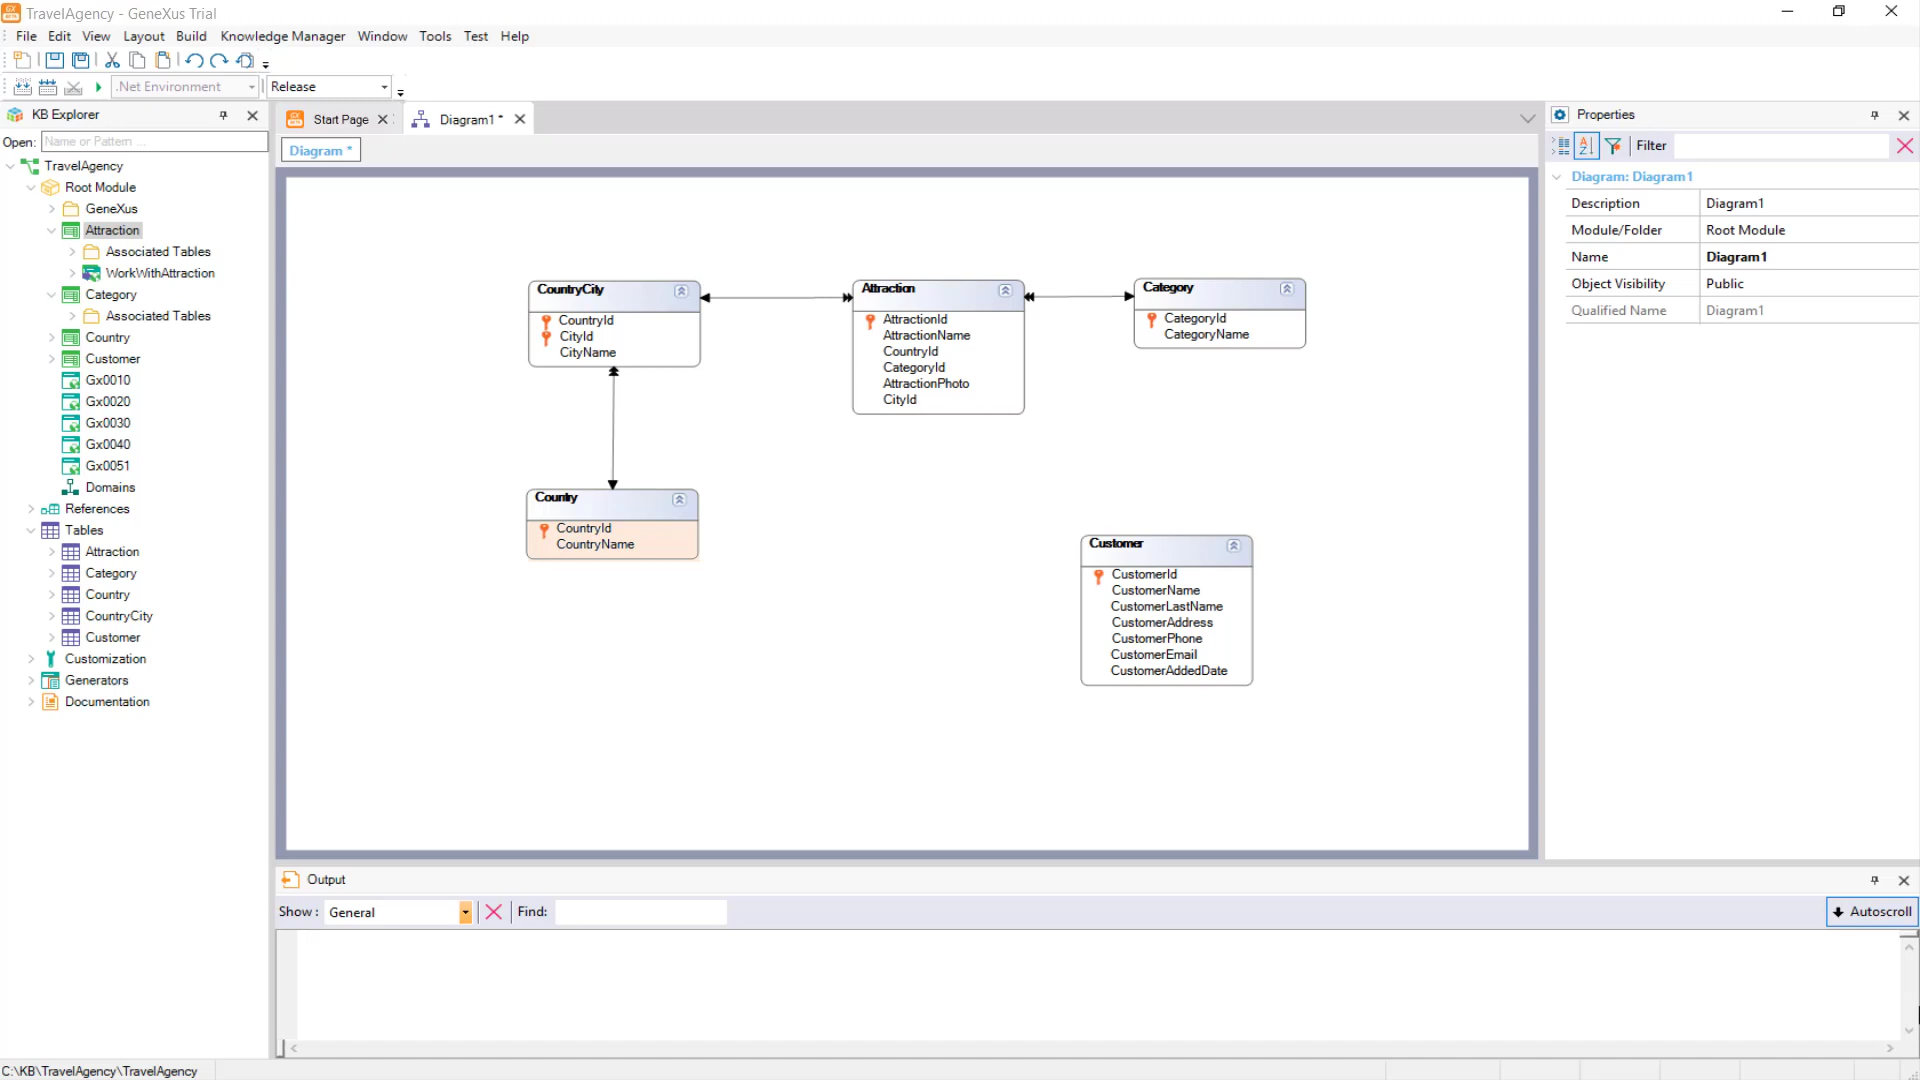 TravelAgency - GeneXus Trial
File Edit View Layout Build Knowledge Manager Window Tools Test Help
.Net Environment Release
KB Explorer
Open: Name or Pattern ...
TravelAgency
Root Module
GeneXus
Attraction
Associated Tables
WorkWithAttraction
Category
Associated Tables
Country
Customer
Gx0010
Gx0020
Gx0030
Gx0040
Gx0051
Domains
References
Tables
Attraction
Category
Country
CountryCity
Customer
Customization
Generators
Documentation
Start Page Diagram1 *
Diagram *
CountryCity
CountryId
CityId
CityName
Attraction
AttractionId
AttractionName
CountryId
CategoryId
AttractionPhoto
CityId
Category
CategoryId
CategoryName
Country
CountryId
CountryName
Customer
CustomerId
CustomerName
CustomerLastName
CustomerAddress
CustomerPhone
CustomerEmail
CustomerAddedDate
Properties
Filter
Diagram: Diagram1
Description Diagram1
Module/Folder Root Module
Name Diagram1
Object Visibility Public
Qualified Name Diagram1
Output
Show : General Find: Autoscroll
C:\KB\TravelAgency\TravelAgency